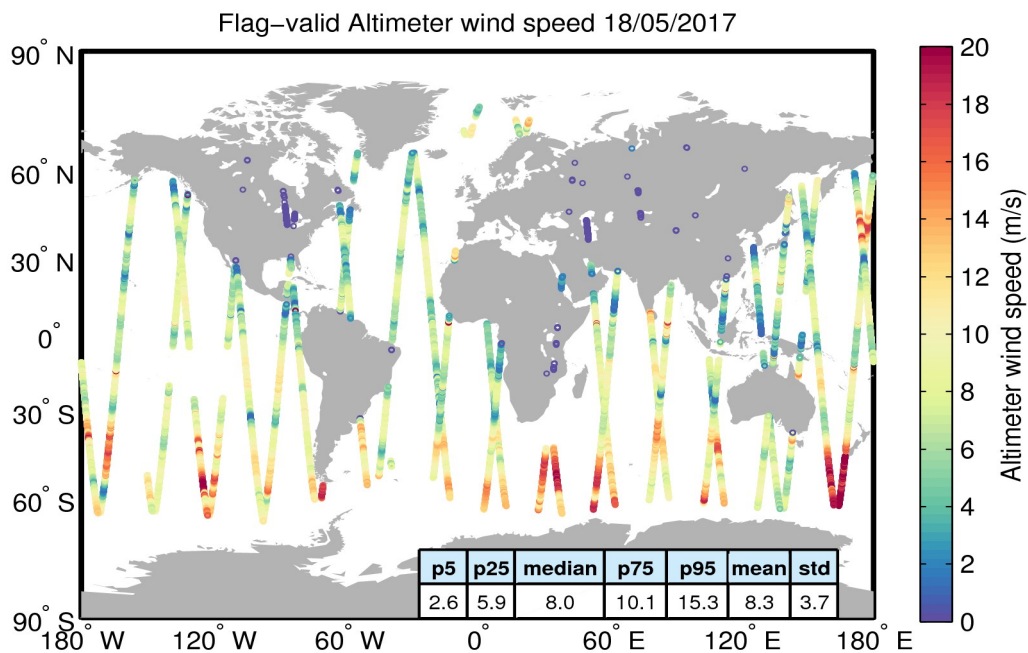 Flag−valid Altimeter wind speed 18/05/2017
90° N
60° N
30° N
0°
30° S
60° S
90° S
180° W
120° W
60° W
0°
60° E
120° E
180° E
p5 p25 median p75 p95 mean std
2.6 5.9 8.0 10.1 15.3 8.3 3.7
20
18
16
14
12
10
8
6
4
2
0
Altimeter wind speed (m/s)